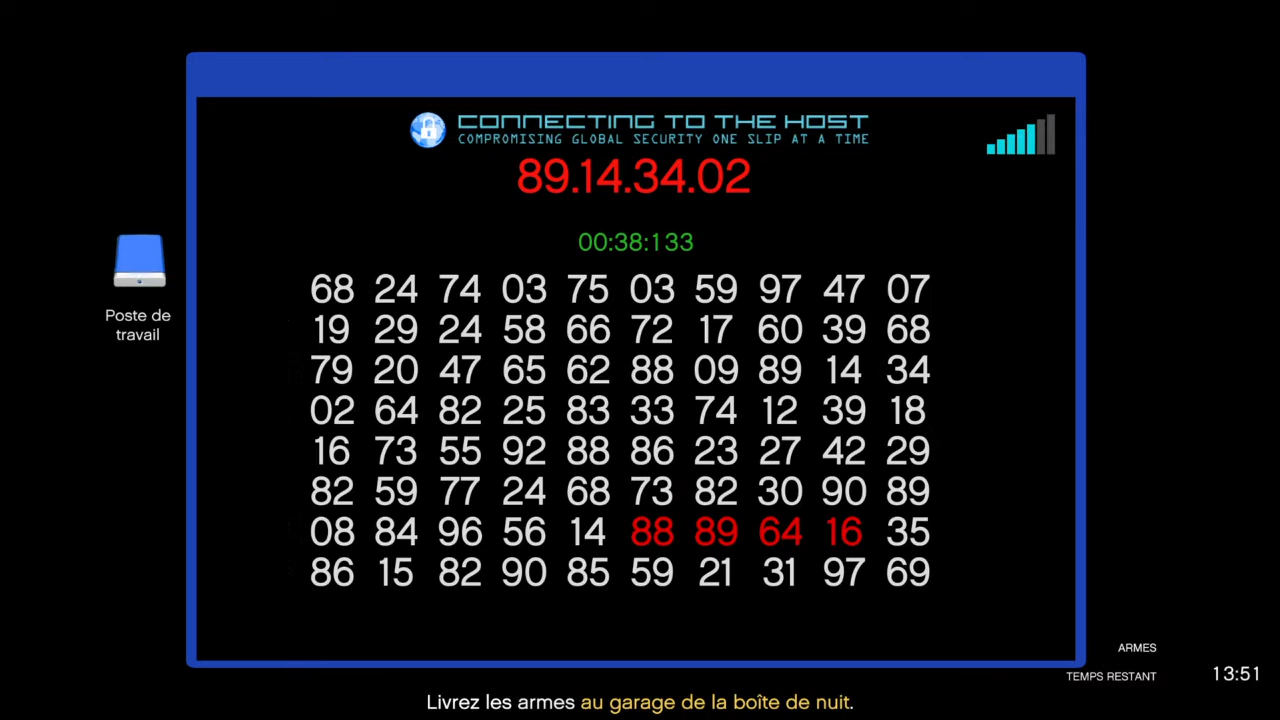 CONNECTING TO THE HOST
COMPROMISING GLOBAL SECURITY ONE SLIP AT A TIME
89.14.34.02
00:38:133
68 24 74 03 75 03 59 97 47 07
19 29 24 58 66 72 17 60 39 68
79 20 47 65 62 88 09 89 14 34
02 64 82 25 83 33 74 12 39 18
16 73 55 92 88 86 23 27 42 29
82 59 77 24 68 73 82 30 90 89
08 84 96 56 14 88 89 64 16 35
86 15 82 90 85 59 21 31 97 69
Poste de
travail
ARMES
TEMPS RESTANT 13:51
Livrez les armes au garage de la boîte de nuit.